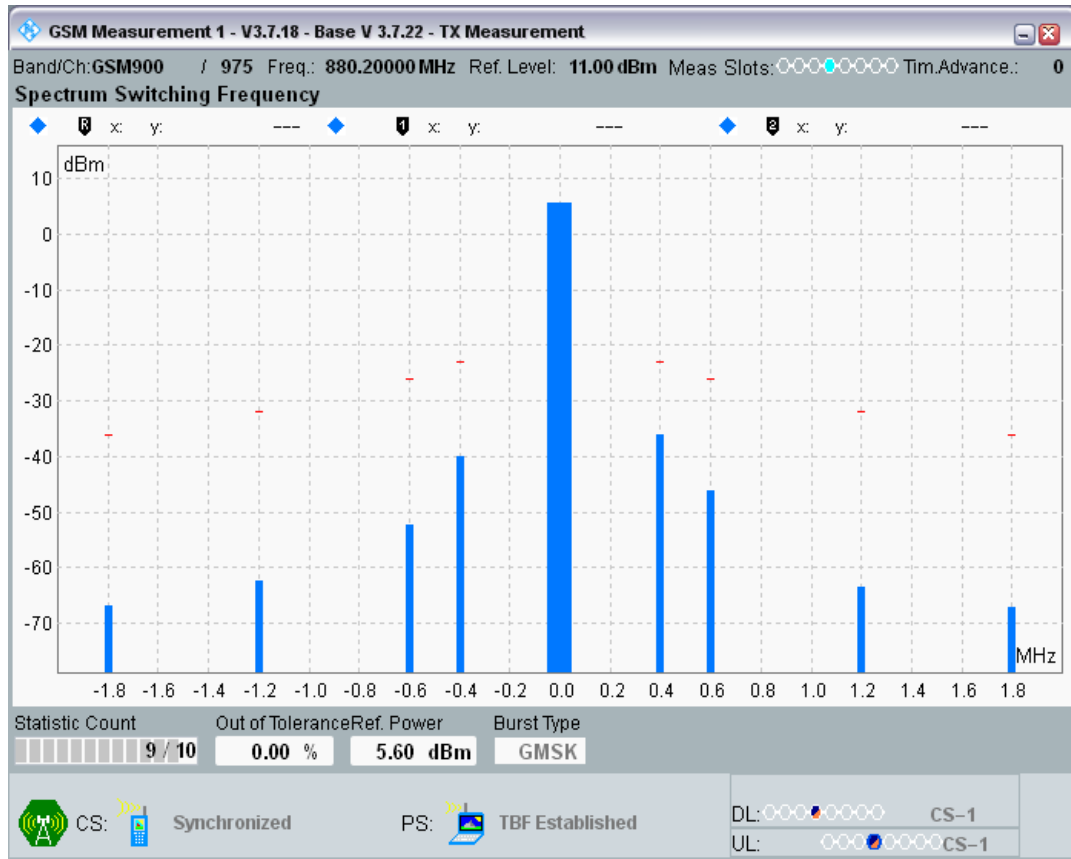 GSM Measurement 1 - V3.7.18 - Base V 3.7.22 - TX Measurement
Band/Ch:GSM900 / 975 Freq.: 880.20000 MHz Ref. Level: 11.00 dBm Meas Slots: Tim.Advance.: 0
Spectrum Switching Frequency
R x: y: --- 1 x: y: --- 2 x: y: ---
dBm
10
0
-10
-20
-30
-40
-50
-60
-70
MHz
-1.8 -1.6 -1.4 -1.2 -1.0 -0.8 -0.6 -0.4 -0.2 0.0 0.2 0.4 0.6 0.8 1.0 1.2 1.4 1.6 1.8
Statistic Count Out of Tolerance Ref. Power Burst Type
9 / 10 0.00 % 5.60 dBm GMSK
CS: Synchronized PS: TBF Established DL: CS-1
UL: CS-1